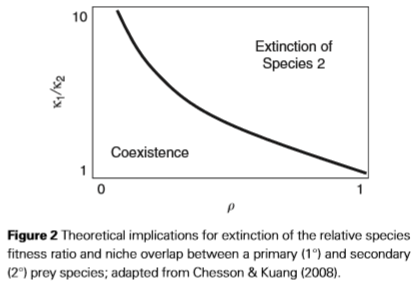 10
Extinction of
Species 2
κ1/κ2
Coexistence
1
0
1
ρ
Figure 2 Theoretical implications for extinction of the relative species
fitness ratio and niche overlap between a primary (1°) and secondary
(2°) prey species; adapted from Chesson & Kuang (2008).